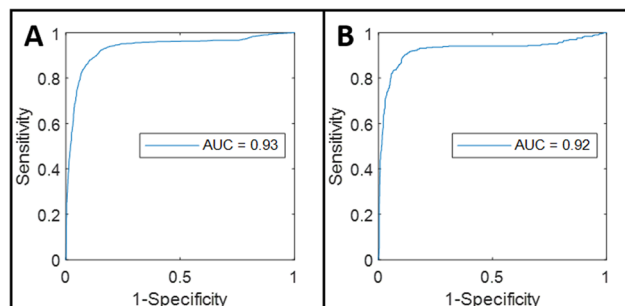 A
1
0.8
0.6
0.4
0.2
0
Sensitivity
AUC = 0.93
0
0.5
1
1-Specificity
B
1
0.8
0.6
0.4
0.2
0
Sensitivity
AUC = 0.92
0
0.5
1
1-Specificity